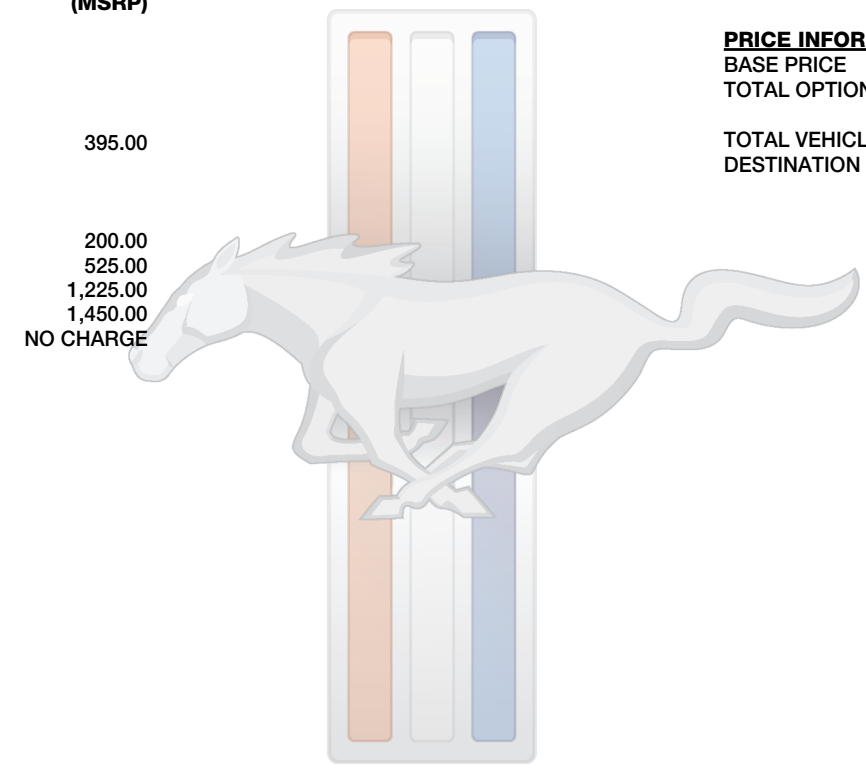 (MSRP)
395.00
200.00
525.00
1,225.00
1,450.00
NO CHARGE
PRICE INFOR
BASE PRICE
TOTAL OPTION
TOTAL VEHICL
DESTINATION